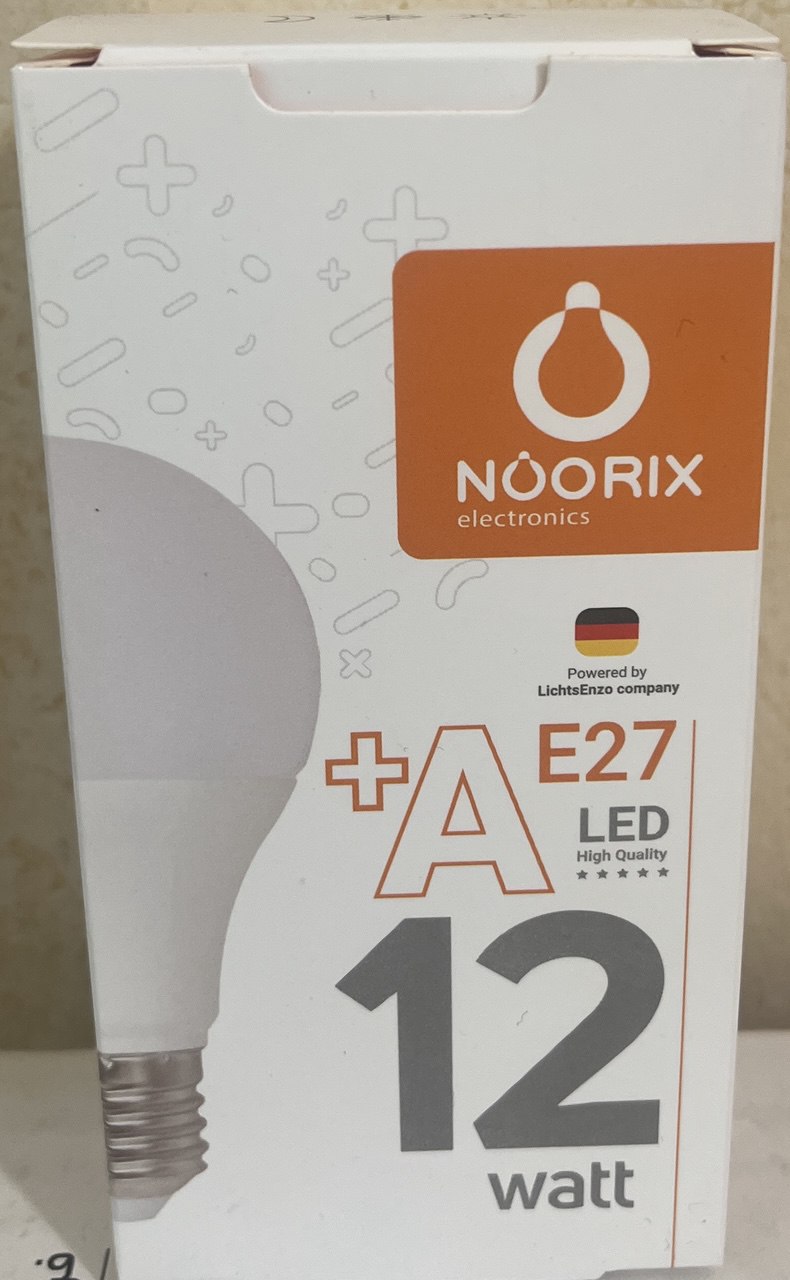 NOORIX
electronics
Powered by
LichtsEnzo company
+A
E27
LED
High Quality
12
watt